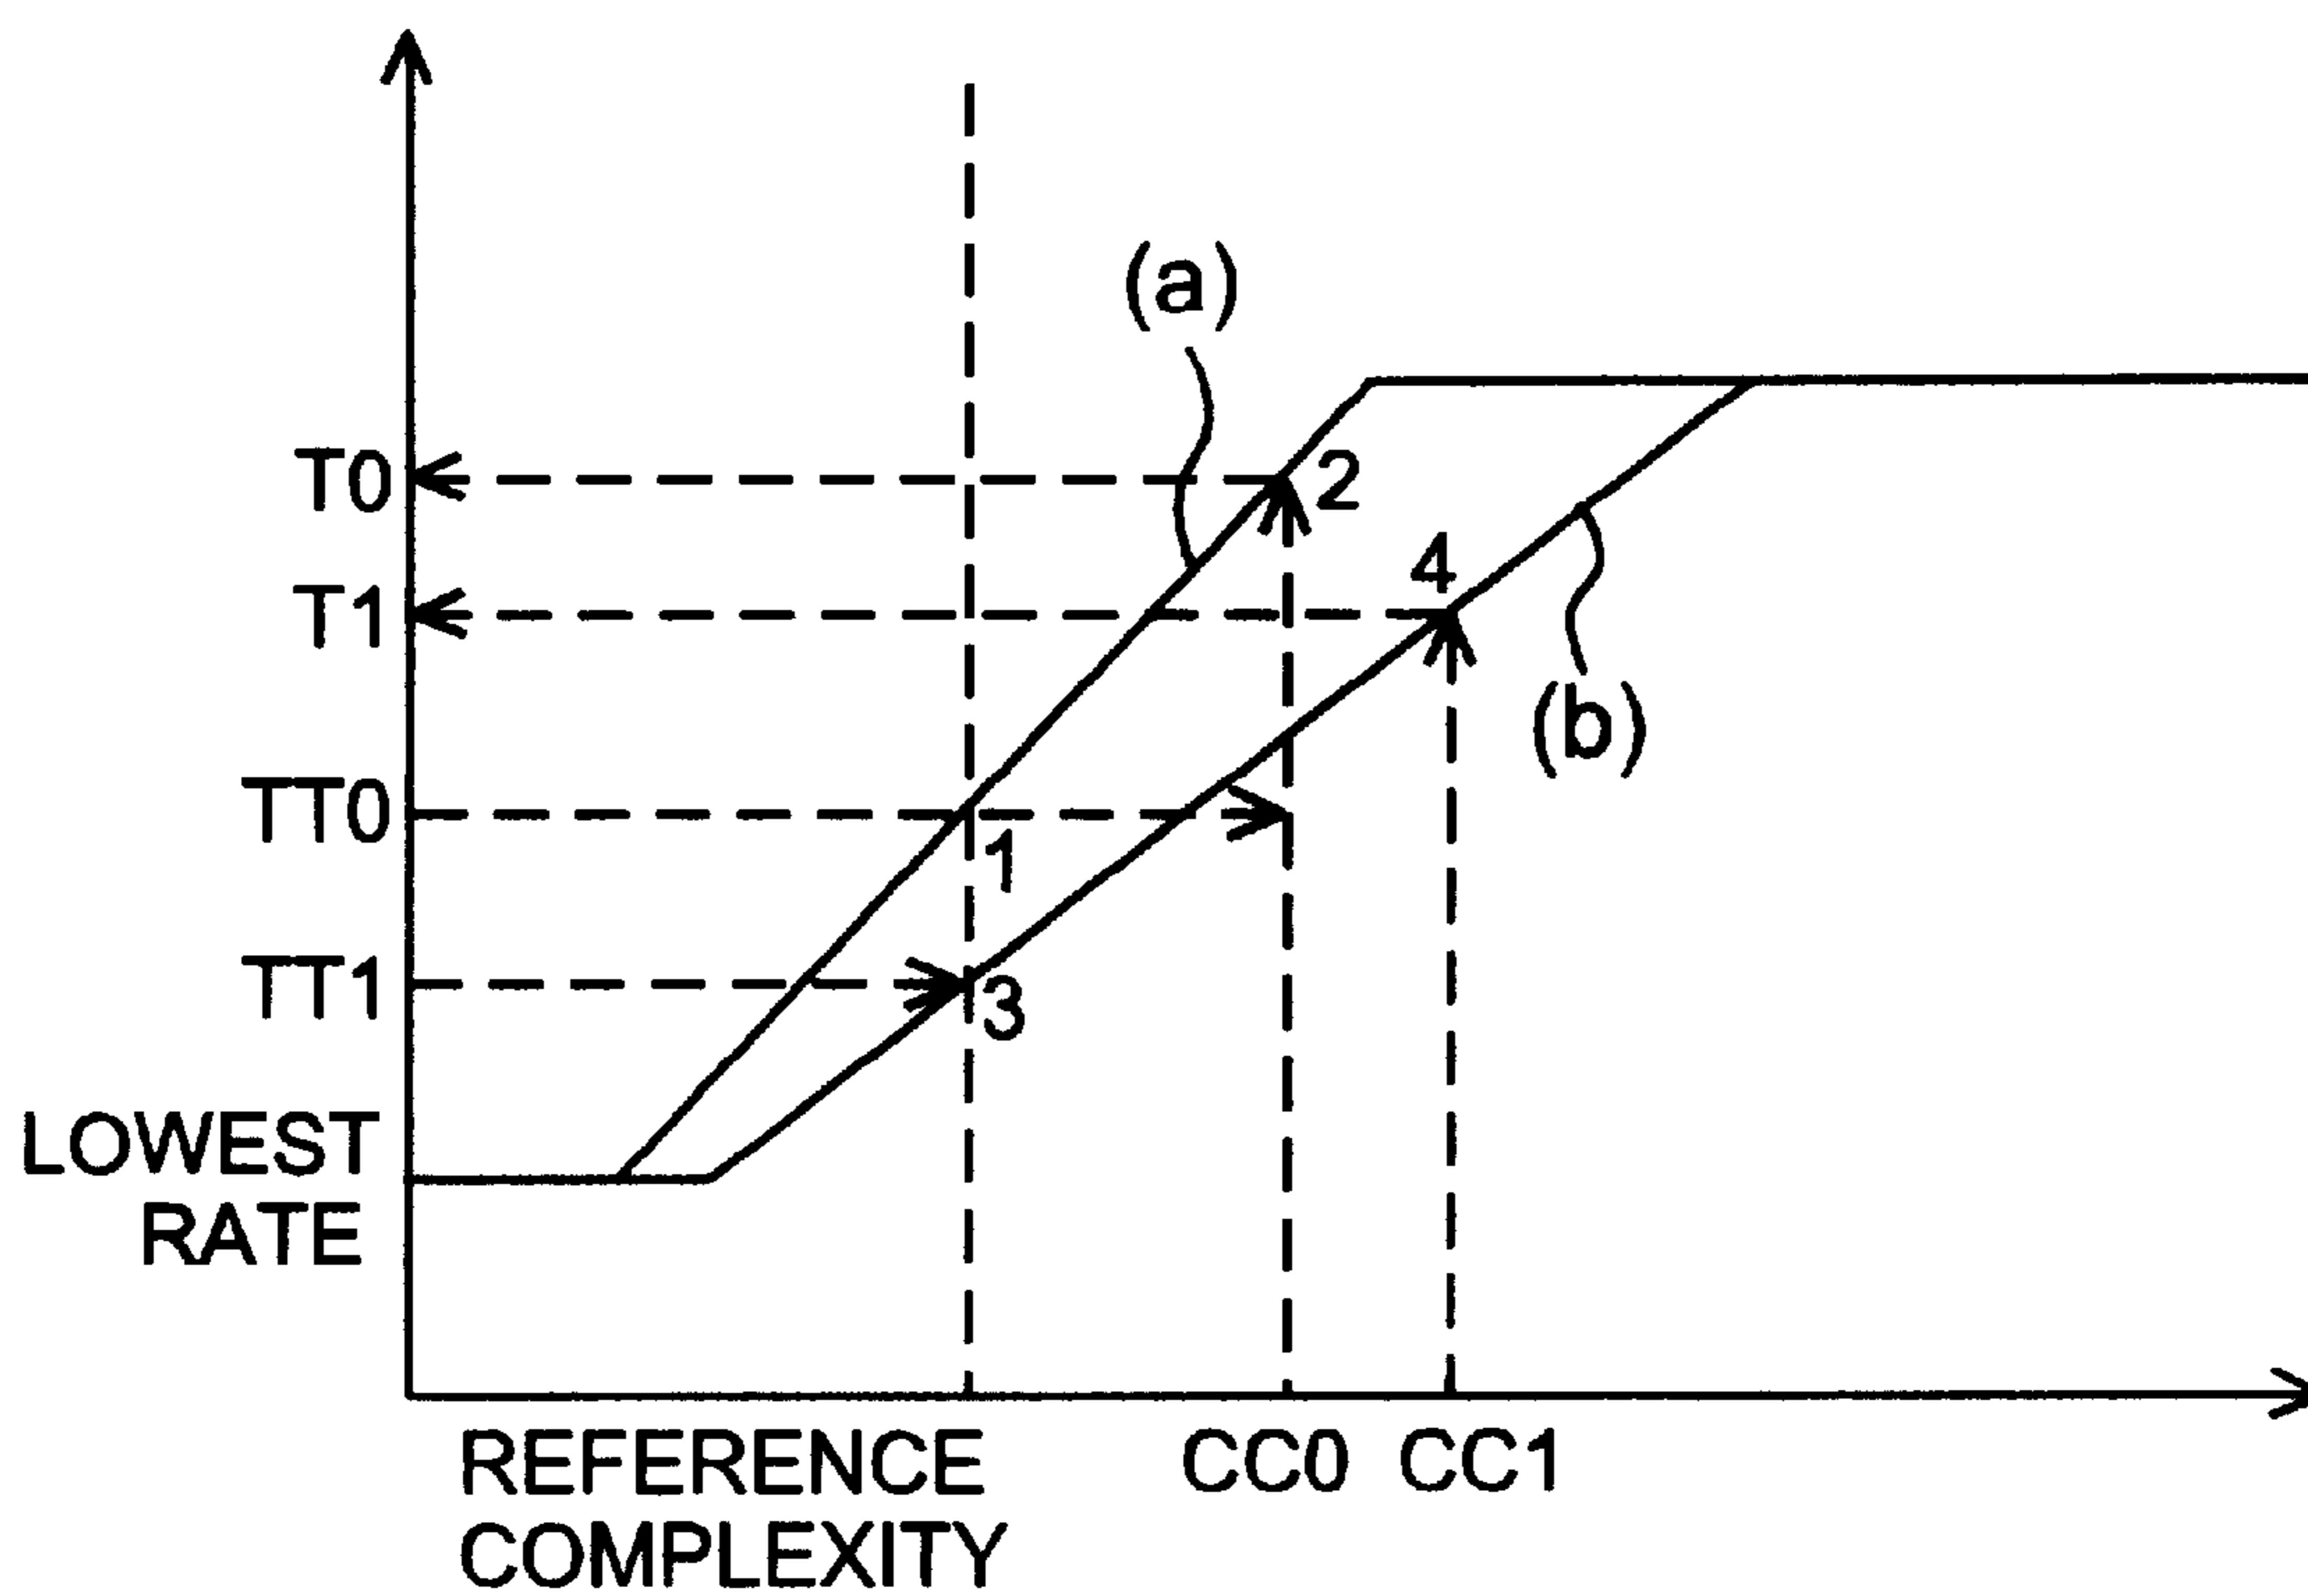 (a)
T0
2
T1
4
(b)
TT0
1
TT1
3
LOWEST
RATE
REFERENCE
COMPLEXITY
CC0
CC1